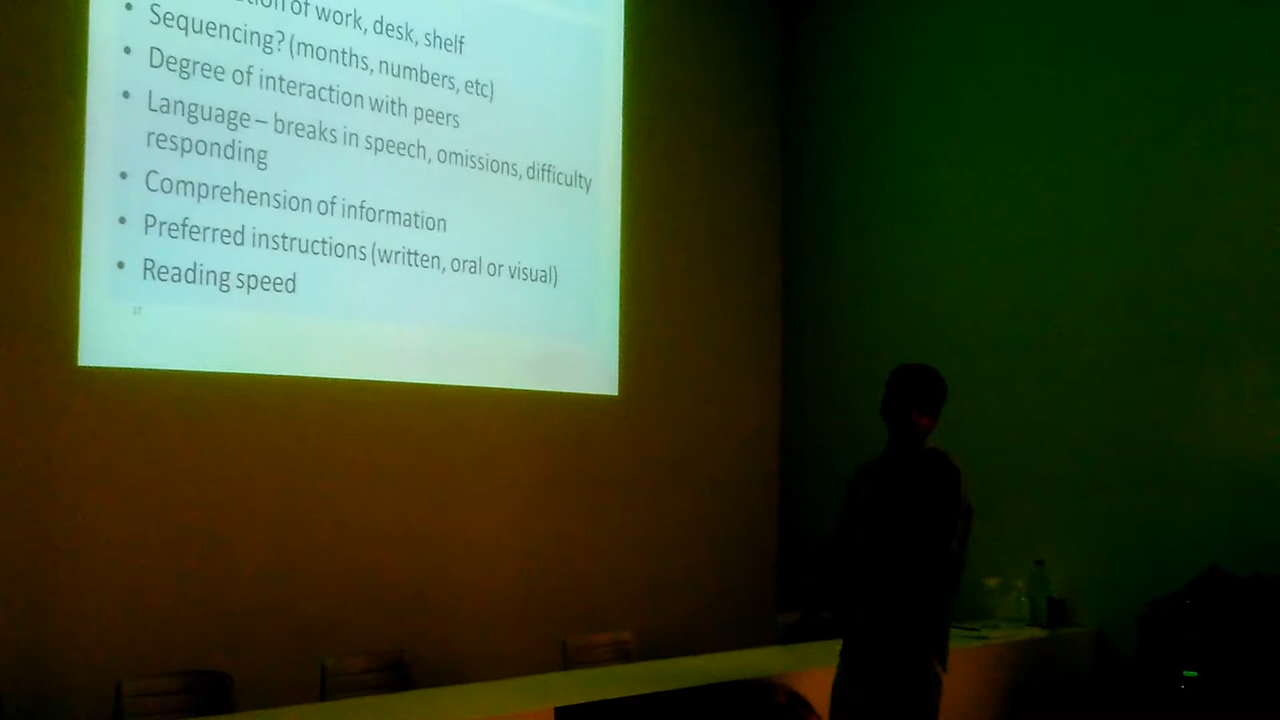 of work, desk, shelf
• Sequencing? (months, numbers, etc)
• Degree of interaction with peers
• Language – breaks in speech, omissions, difficulty
responding
• Comprehension of information
• Preferred instructions (written, oral or visual)
• Reading speed